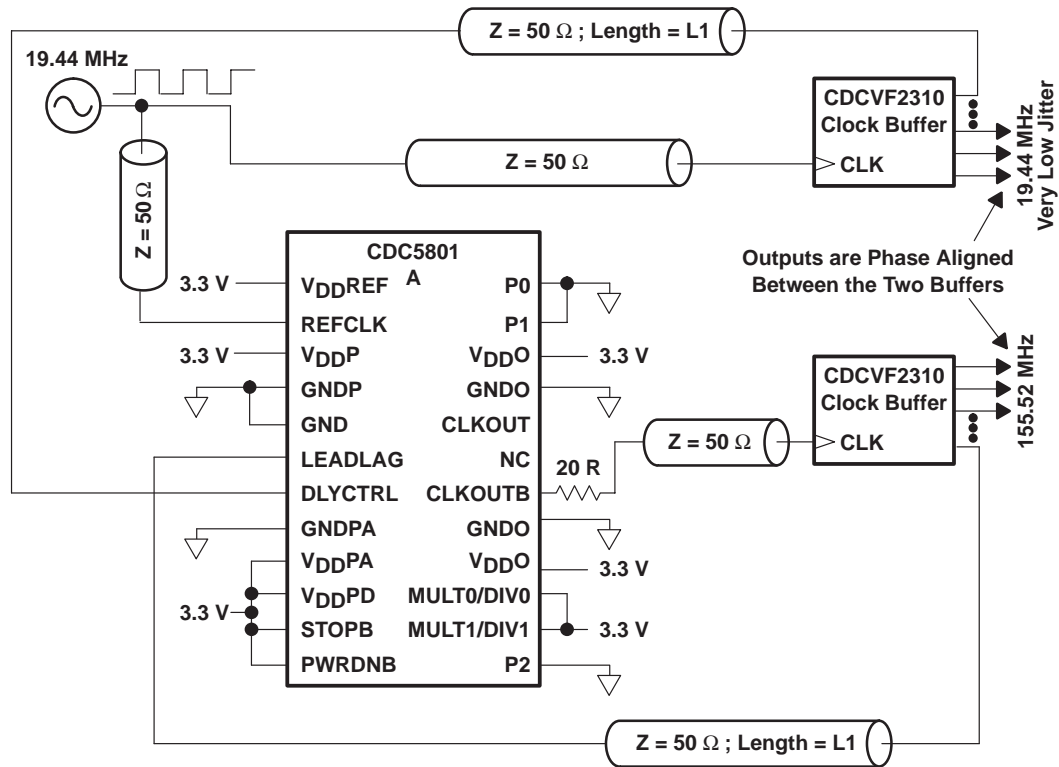 Z = 50 Ω ; Length = L1
19.44 MHz
CDCVF2310
Clock Buffer
CLK
19.44 MHz
Very Low Jitter
Z = 50 Ω
Z = 50 Ω
Outputs are Phase Aligned
Between the Two Buffers
CDC5801
A
3.3 V
VDDREF
P0
REFCLK
P1
3.3 V
VDDP
VDDO
3.3 V
GNDP
GNDO
GND
CLKOUT
LEADLAG
NC
DLYCTRL
CLKOUTB
20 R
GNDPA
GNDO
VDDPA
VDDO
3.3 V
VDDPD
MULT0/DIV0
3.3 V
STOPB
MULT1/DIV1
3.3 V
PWRDNB
P2
Z = 50 Ω
CDCVF2310
Clock Buffer
CLK
155.52 MHz
Z = 50 Ω ; Length = L1